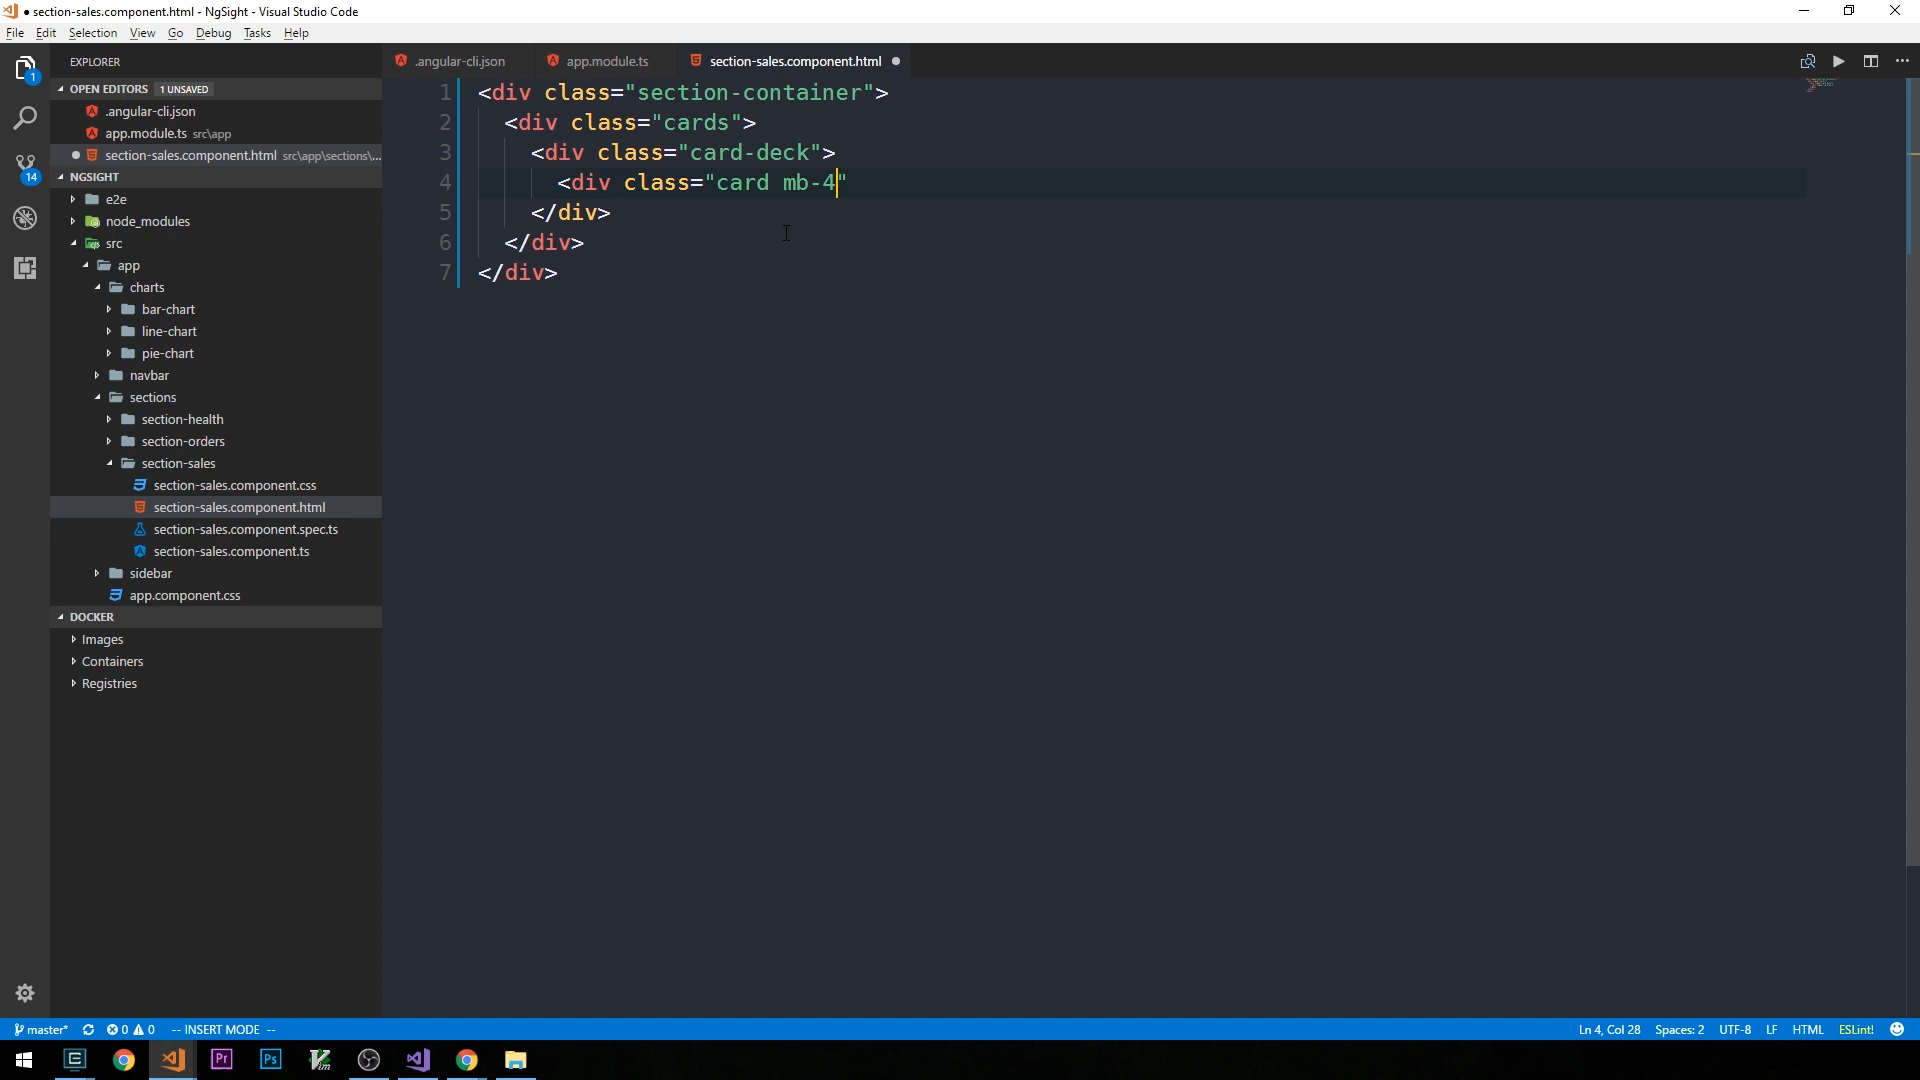 ● section-sales.component.html - NgSight - Visual Studio Code
File Edit Selection View Go Debug Tasks Help
EXPLORER
.angular-cli.json app.module.ts section-sales.component.html
OPEN EDITORS 1 UNSAVED
.angular-cli.json
app.module.ts src\app
section-sales.component.html src\app\sections\...
NGSIGHT
e2e
node_modules
src
app
charts
bar-chart
line-chart
pie-chart
navbar
sections
section-health
section-orders
section-sales
section-sales.component.css
section-sales.component.html
section-sales.component.spec.ts
section-sales.component.ts
sidebar
app.component.css
DOCKER
Images
Containers
Registries
1
14
1 <div class="section-container">
2 <div class="cards">
3 <div class="card-deck">
4 <div class="card mb-4"
5 </div>
6 </div>
7 </div>
master* 0 0 -- INSERT MODE -- Ln 4, Col 28 Spaces: 2 UTF-8 LF HTML ESLint!
Pr Ps Vim